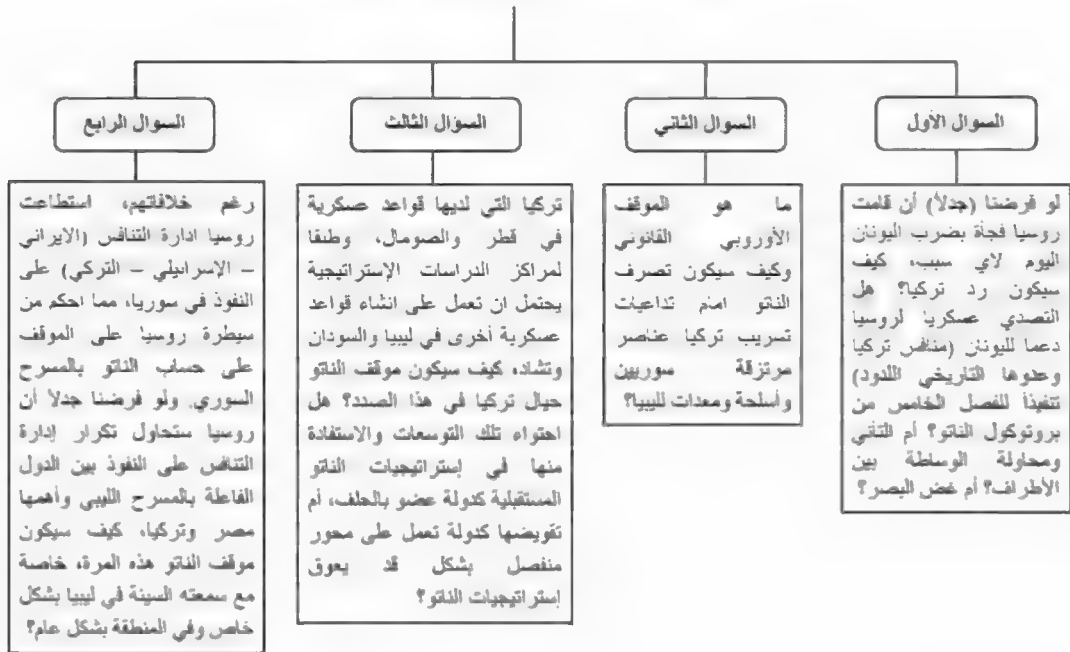 السوال الأول
لو فرضنا (جدلاً) أن قامت
روسيا فجأة بضرب اليونان
اليوم لاي سبب، كيف
سيكون رد تركيا؟ هل
التصدي عسكريا لروسيا
دعما لليونان (منافس تركيا
وعدوها التاريخي اللدود)
تنفيذاً للفصل الخامس من
بروتوكول الناتو؟ أم التأني
ومحاولة الوساطة بين
الأطراف؟ أم غض البصر؟
السوال الثاني
ما هو الموقف
الأوروبي القانوني
وكيف سيكون تصرف
الناتو امام تداعيات
تسريب تركيا عناصر
مرتزقة سوريين
وأسلحة ومعدات لليبيا؟
السؤال الثالث
تركيا التي لديها قواعد عسكرية
في قطر والصومال، وطبقا
لمراكز الدراسات الإستراتيجية
يحتمل ان تعمل على انشاء قواعد
عسكرية أخرى في ليبيا والسودان
وتشاد، كيف سيكون موقف الناتو
حيال تركيا في هذا الصدد؟ هل
احتواء تلك التوسعات والاستفادة
منها في إستراتيجيات الناتو
المستقبلية كدولة عضو بالحلف، أم
تقويضها كدولة تعمل على محور
منفصل بشكل قد يعوق
إستراتيجيات الناتو؟
السوال الرابع
رغم خلافاتهم، استطاعت
روسيا ادارة التنافس (الايراني
– الإسرانيلي – التركي) على
النفوذ في سوريا، مما احكم من
سيطرة روسيا على الموقف
على حساب الناتو بالمسرح
السوري. ولو فرضنا جدلاً أن
روسيا ستحاول تكرار إدارة
التنافس على النفوذ بين الدول
الفاعلة بالمسرح الليبي وأهمها
مصر وتركيا، كيف سيكون
موقف الناتو هذه المرة، خاصة
مع سمعته السينة في ليبيا بشكل
خاص وفي المنطقة بشكل عام؟